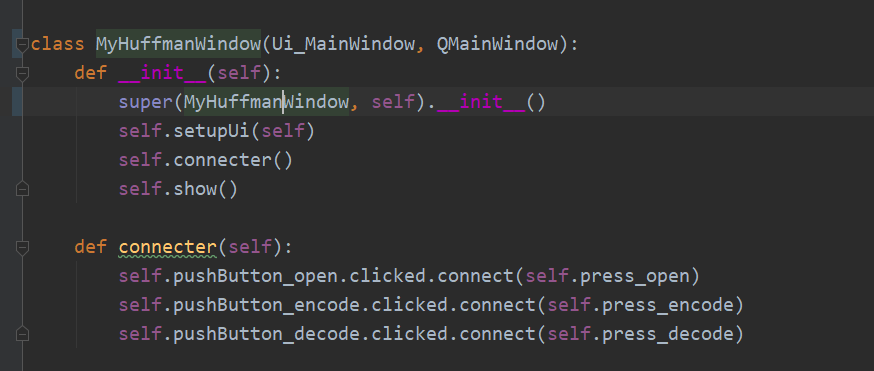 class MyHuffmanWindow(Ui_MainWindow, QMainWindow):
    def __init__(self):
        super(MyHuffmanWindow, self).__init__()
        self.setupUi(self)
        self.connecter()
        self.show()

    def connecter(self):
        self.pushButton_open.clicked.connect(self.press_open)
        self.pushButton_encode.clicked.connect(self.press_encode)
        self.pushButton_decode.clicked.connect(self.press_decode)